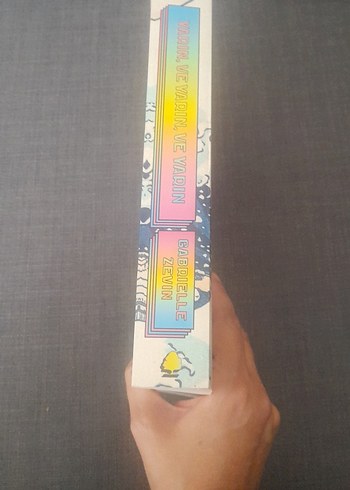 YARIN, VE YARIN, VE YARIN
GABRIELLE
ZEVIN